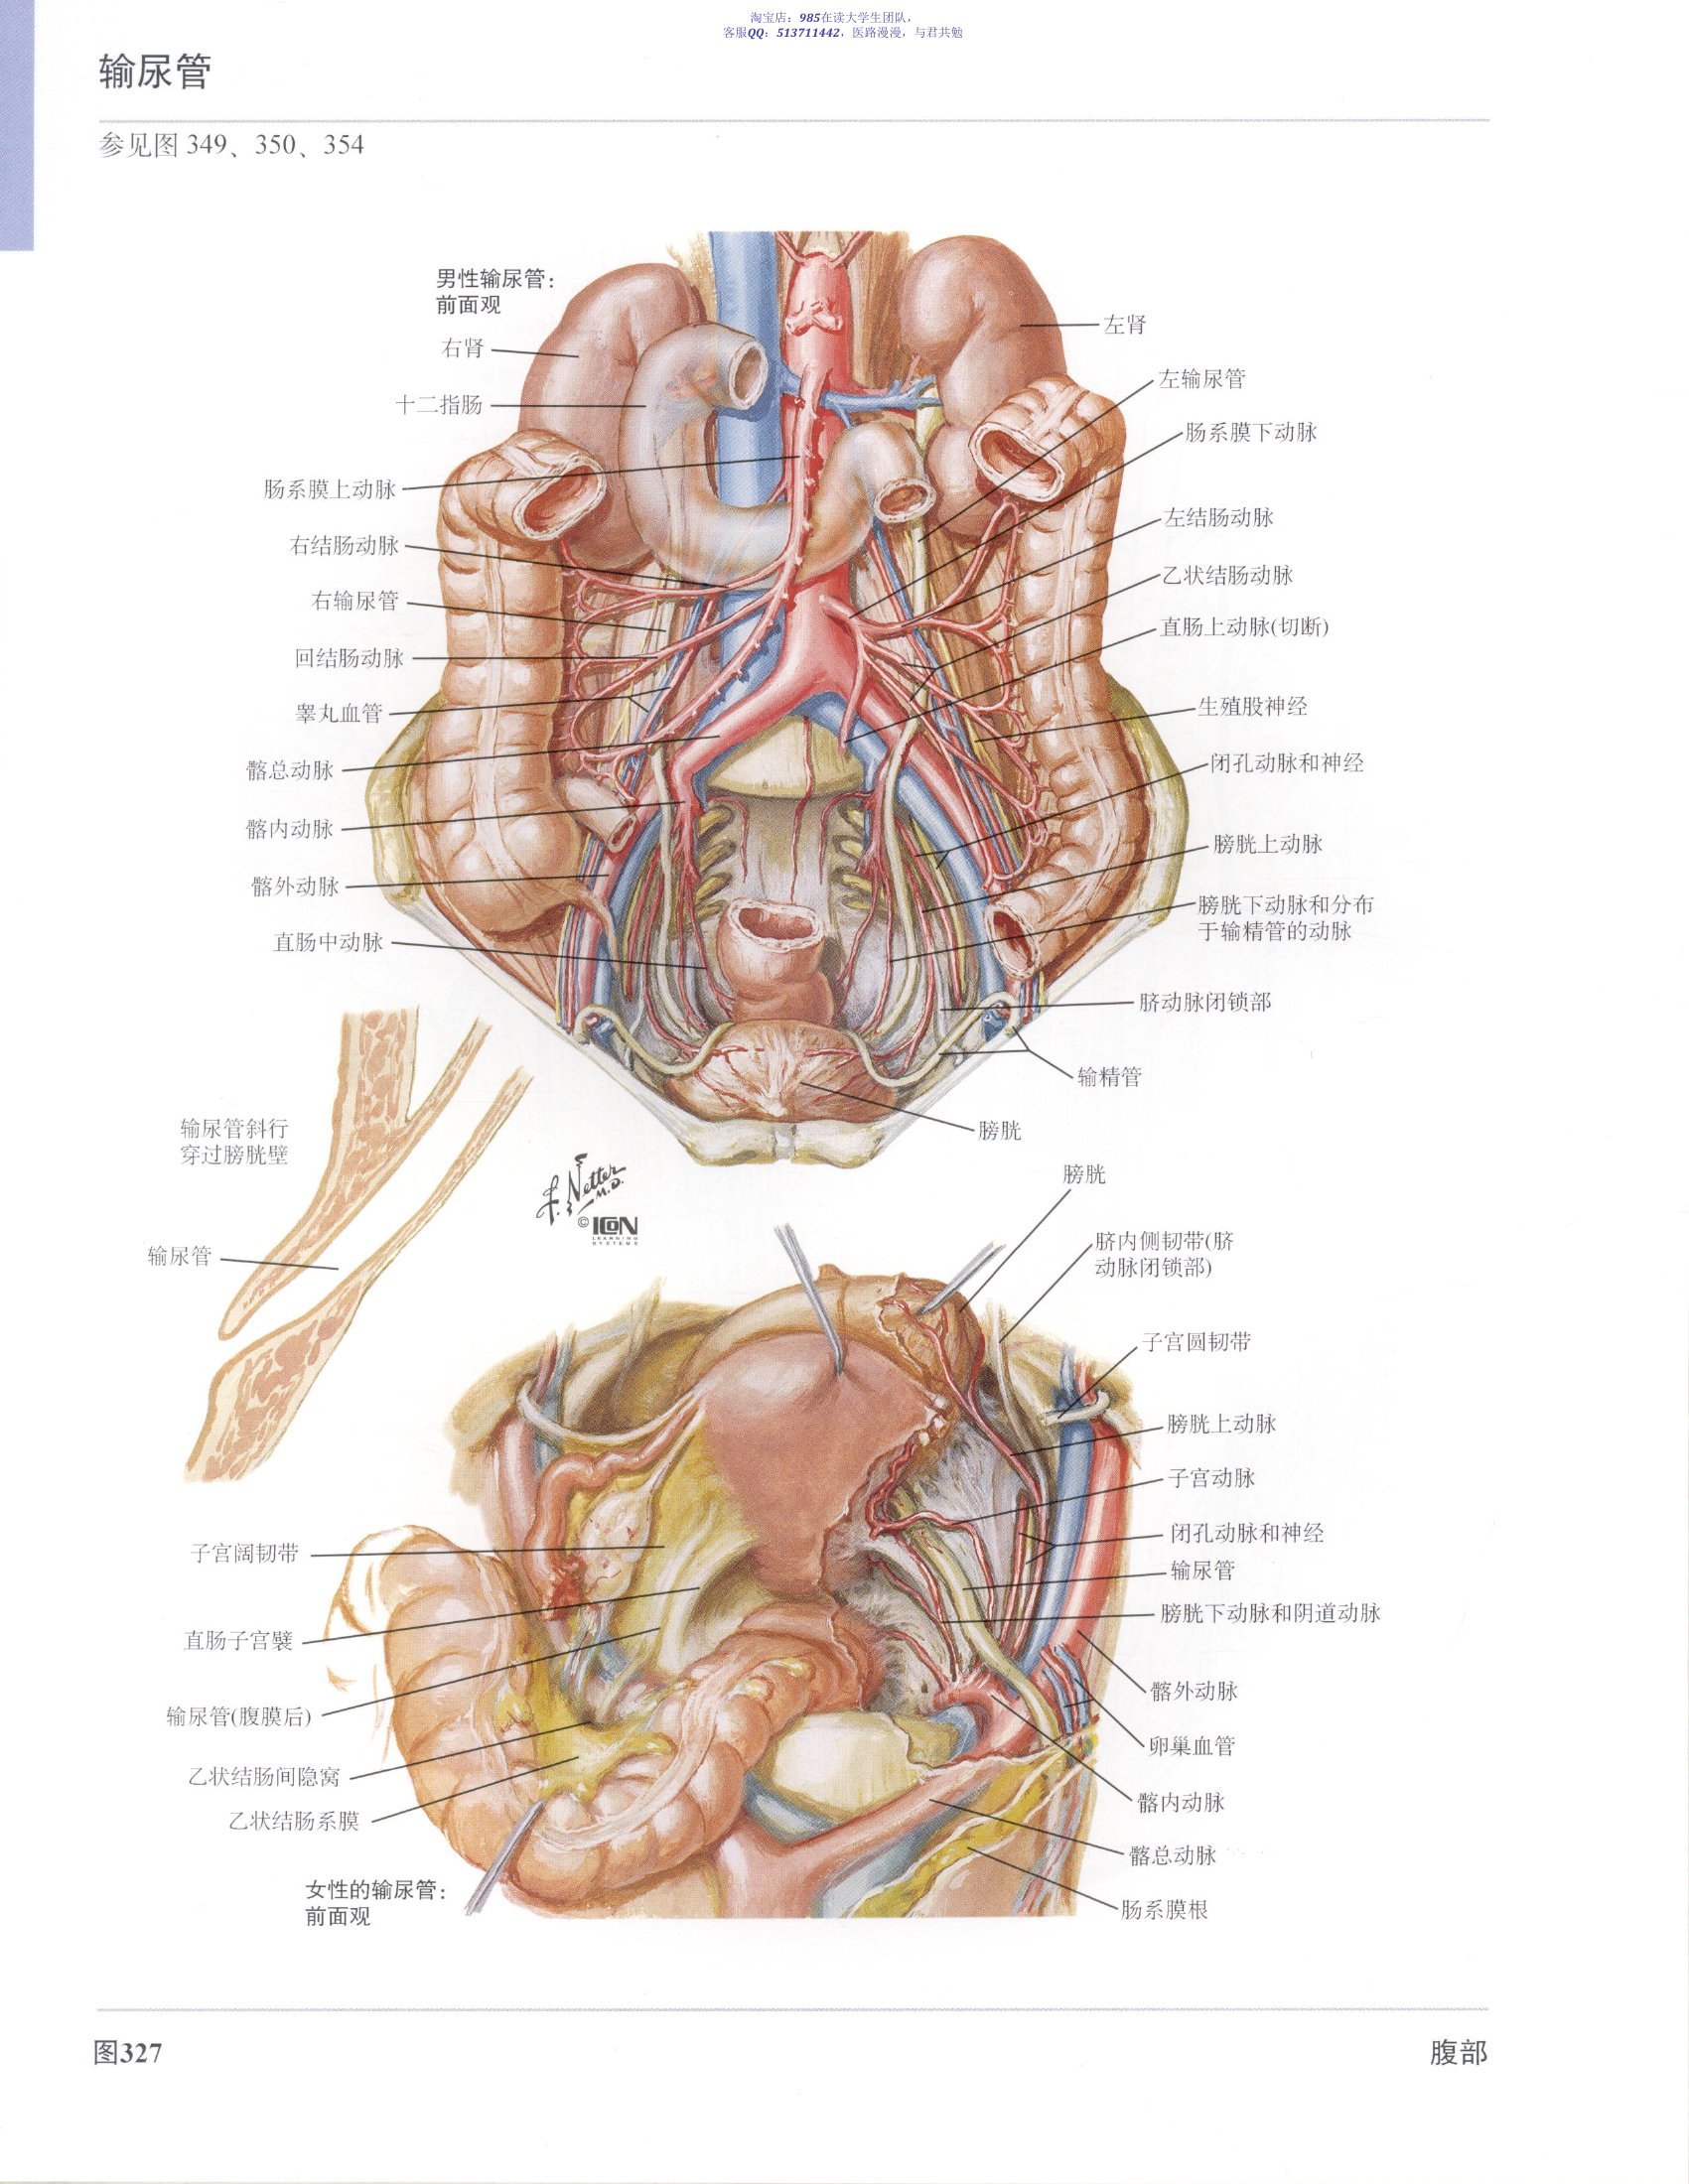 淘宝店：985在读大学生团队，
客服QQ：513711442，医路漫漫，与君共勉
输尿管
参见图 349、350、354
男性输尿管：
前面观
右肾
十二指肠
肠系膜上动脉
右结肠动脉
右输尿管
回结肠动脉
睾丸血管
髂总动脉
髂内动脉
髂外动脉
直肠中动脉
左肾
左输尿管
肠系膜下动脉
左结肠动脉
乙状结肠动脉
直肠上动脉(切断)
生殖股神经
闭孔动脉和神经
膀胱上动脉
膀胱下动脉和分布
于输精管的动脉
脐动脉闭锁部
输精管
膀胱
输尿管斜行
穿过膀胱壁
输尿管
F. Netter
M.D.
© ICON
LEARNING
SYSTEMS
膀胱
脐内侧韧带(脐
动脉闭锁部)
子宫圆韧带
膀胱上动脉
子宫动脉
闭孔动脉和神经
输尿管
膀胱下动脉和阴道动脉
髂外动脉
卵巢血管
髂内动脉
髂总动脉
肠系膜根
子宫阔韧带
直肠子宫襞
输尿管(腹膜后)
乙状结肠间隐窝
乙状结肠系膜
女性的输尿管：
前面观
图327
腹部